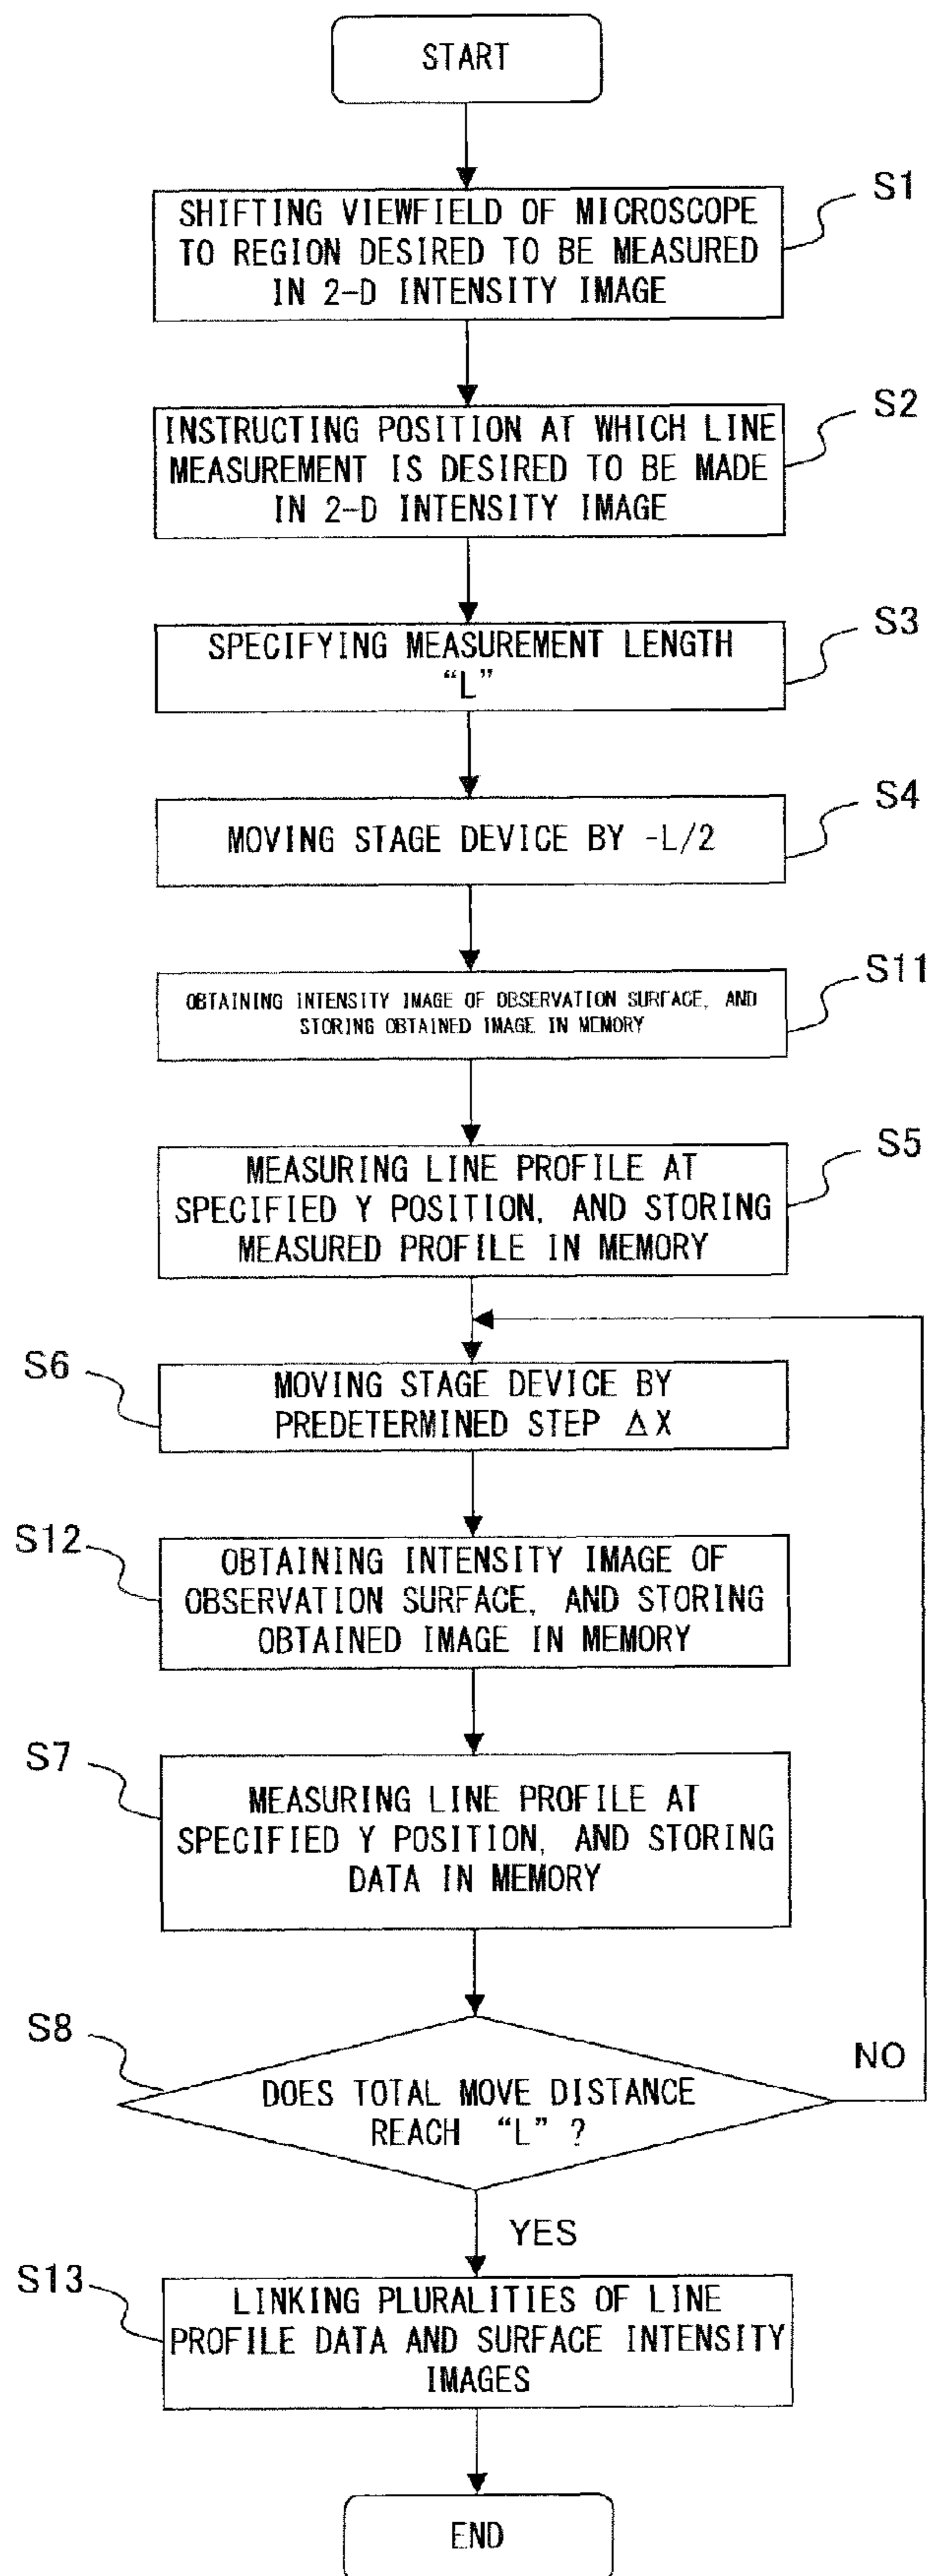 START
S1
SHIFTING VIEWFIELD OF MICROSCOPE
TO REGION DESIRED TO BE MEASURED
IN 2-D INTENSITY IMAGE
S2
INSTRUCTING POSITION AT WHICH LINE
MEASUREMENT IS DESIRED TO BE MADE
IN 2-D INTENSITY IMAGE
S3
SPECIFYING MEASUREMENT LENGTH
“L”
S4
MOVING STAGE DEVICE BY -L/2
S11
OBTAINING INTENSITY IMAGE OF OBSERVATION SURFACE, AND
STORING OBTAINED IMAGE IN MEMORY
S5
MEASURING LINE PROFILE AT
SPECIFIED Y POSITION, AND STORING
MEASURED PROFILE IN MEMORY
S6
MOVING STAGE DEVICE BY
PREDETERMINED STEP ΔX
S12
OBTAINING INTENSITY IMAGE OF
OBSERVATION SURFACE, AND STORING
OBTAINED IMAGE IN MEMORY
S7
MEASURING LINE PROFILE AT
SPECIFIED Y POSITION, AND STORING
DATA IN MEMORY
S8
DOES TOTAL MOVE DISTANCE
REACH “L” ?
NO
YES
S13
LINKING PLURALITIES OF LINE
PROFILE DATA AND SURFACE INTENSITY
IMAGES
END